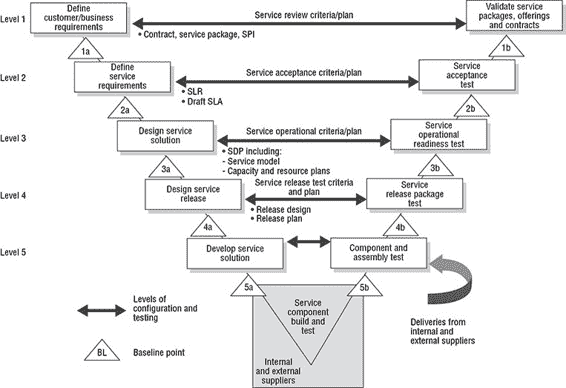 Level 1
Define
customer/business
requirements
Service review criteria/plan
Validate service
packages, offerings
and contracts
• Contract, service package, SPI
1a
1b
Level 2
Define
service
requirements
Service acceptance criteria/plan
Service
acceptance
test
• SLR
• Draft SLA
2a
2b
Level 3
Design service
solution
Service operational criteria/plan
Service
operational
readiness test
• SDP including:
- Service model
- Capacity and resource plans
3a
3b
Level 4
Design service
release
Service release test criteria
and plan
Service
release package
test
• Release design
• Release plan
4a
4b
Level 5
Develop service
solution
Component and
assembly test
5a
5b
Service
component
build and
test
Internal and
external suppliers
Deliveries from
internal and
external suppliers
Levels of
configuration and
testing
BL
Baseline point